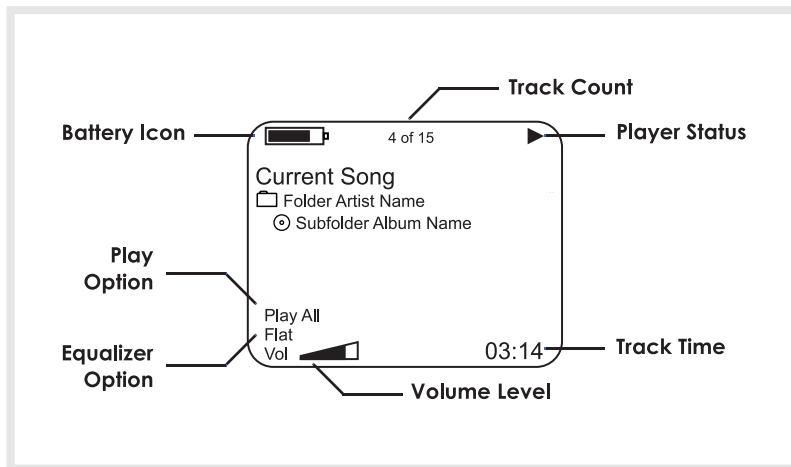 Track Count
Battery Icon
4 of 15
Player Status
Current Song
Folder Artist Name
Subfolder Album Name
Play
Option
Play All
Flat
Vol
03:14
Equalizer
Option
Track Time
Volume Level